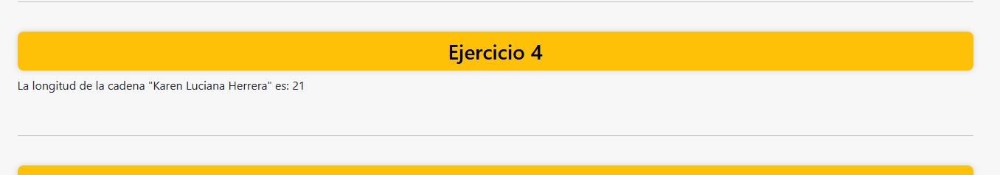 Ejercicio 4
La longitud de la cadena "Karen Luciana Herrera" es: 21